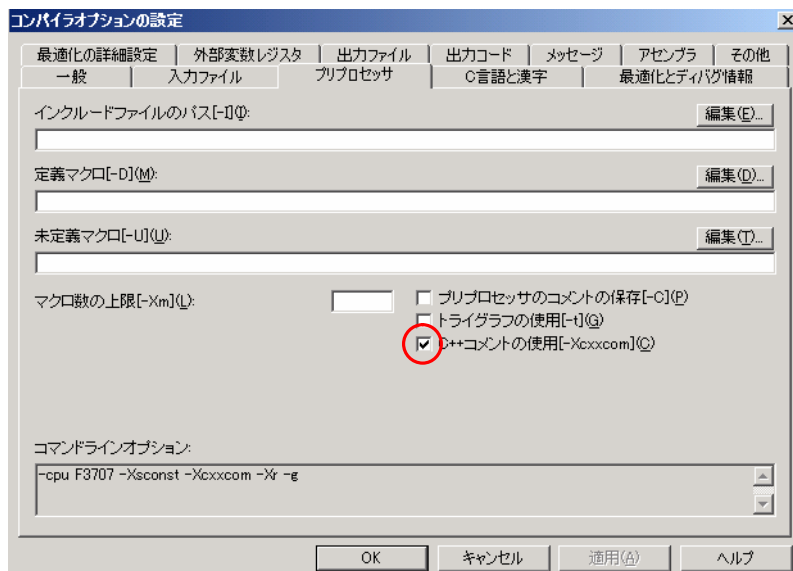 コンパイラオプションの設定
最適化の詳細設定 外部変数レジスタ 出力ファイル 出力コード メッセージ アセンブラ その他
一般 入力ファイル プリプロセッサ C言語と漢字 最適化とディバグ情報
インクルードファイルのパス[-I](I): 編集(E)...
定義マクロ[-D](M): 編集(D)...
未定義マクロ[-U](U): 編集(T)...
マクロ数の上限[-Xm](L): プリプロセッサのコメントの保存[-C](P)
トライグラフの使用[-t](G)
C++コメントの使用[-Xcxxcom](C)
コマンドラインオプション:
-cpu F3707 -Xsconst -Xcxxcom -Xr -g
OK キャンセル 適用(A) ヘルプ